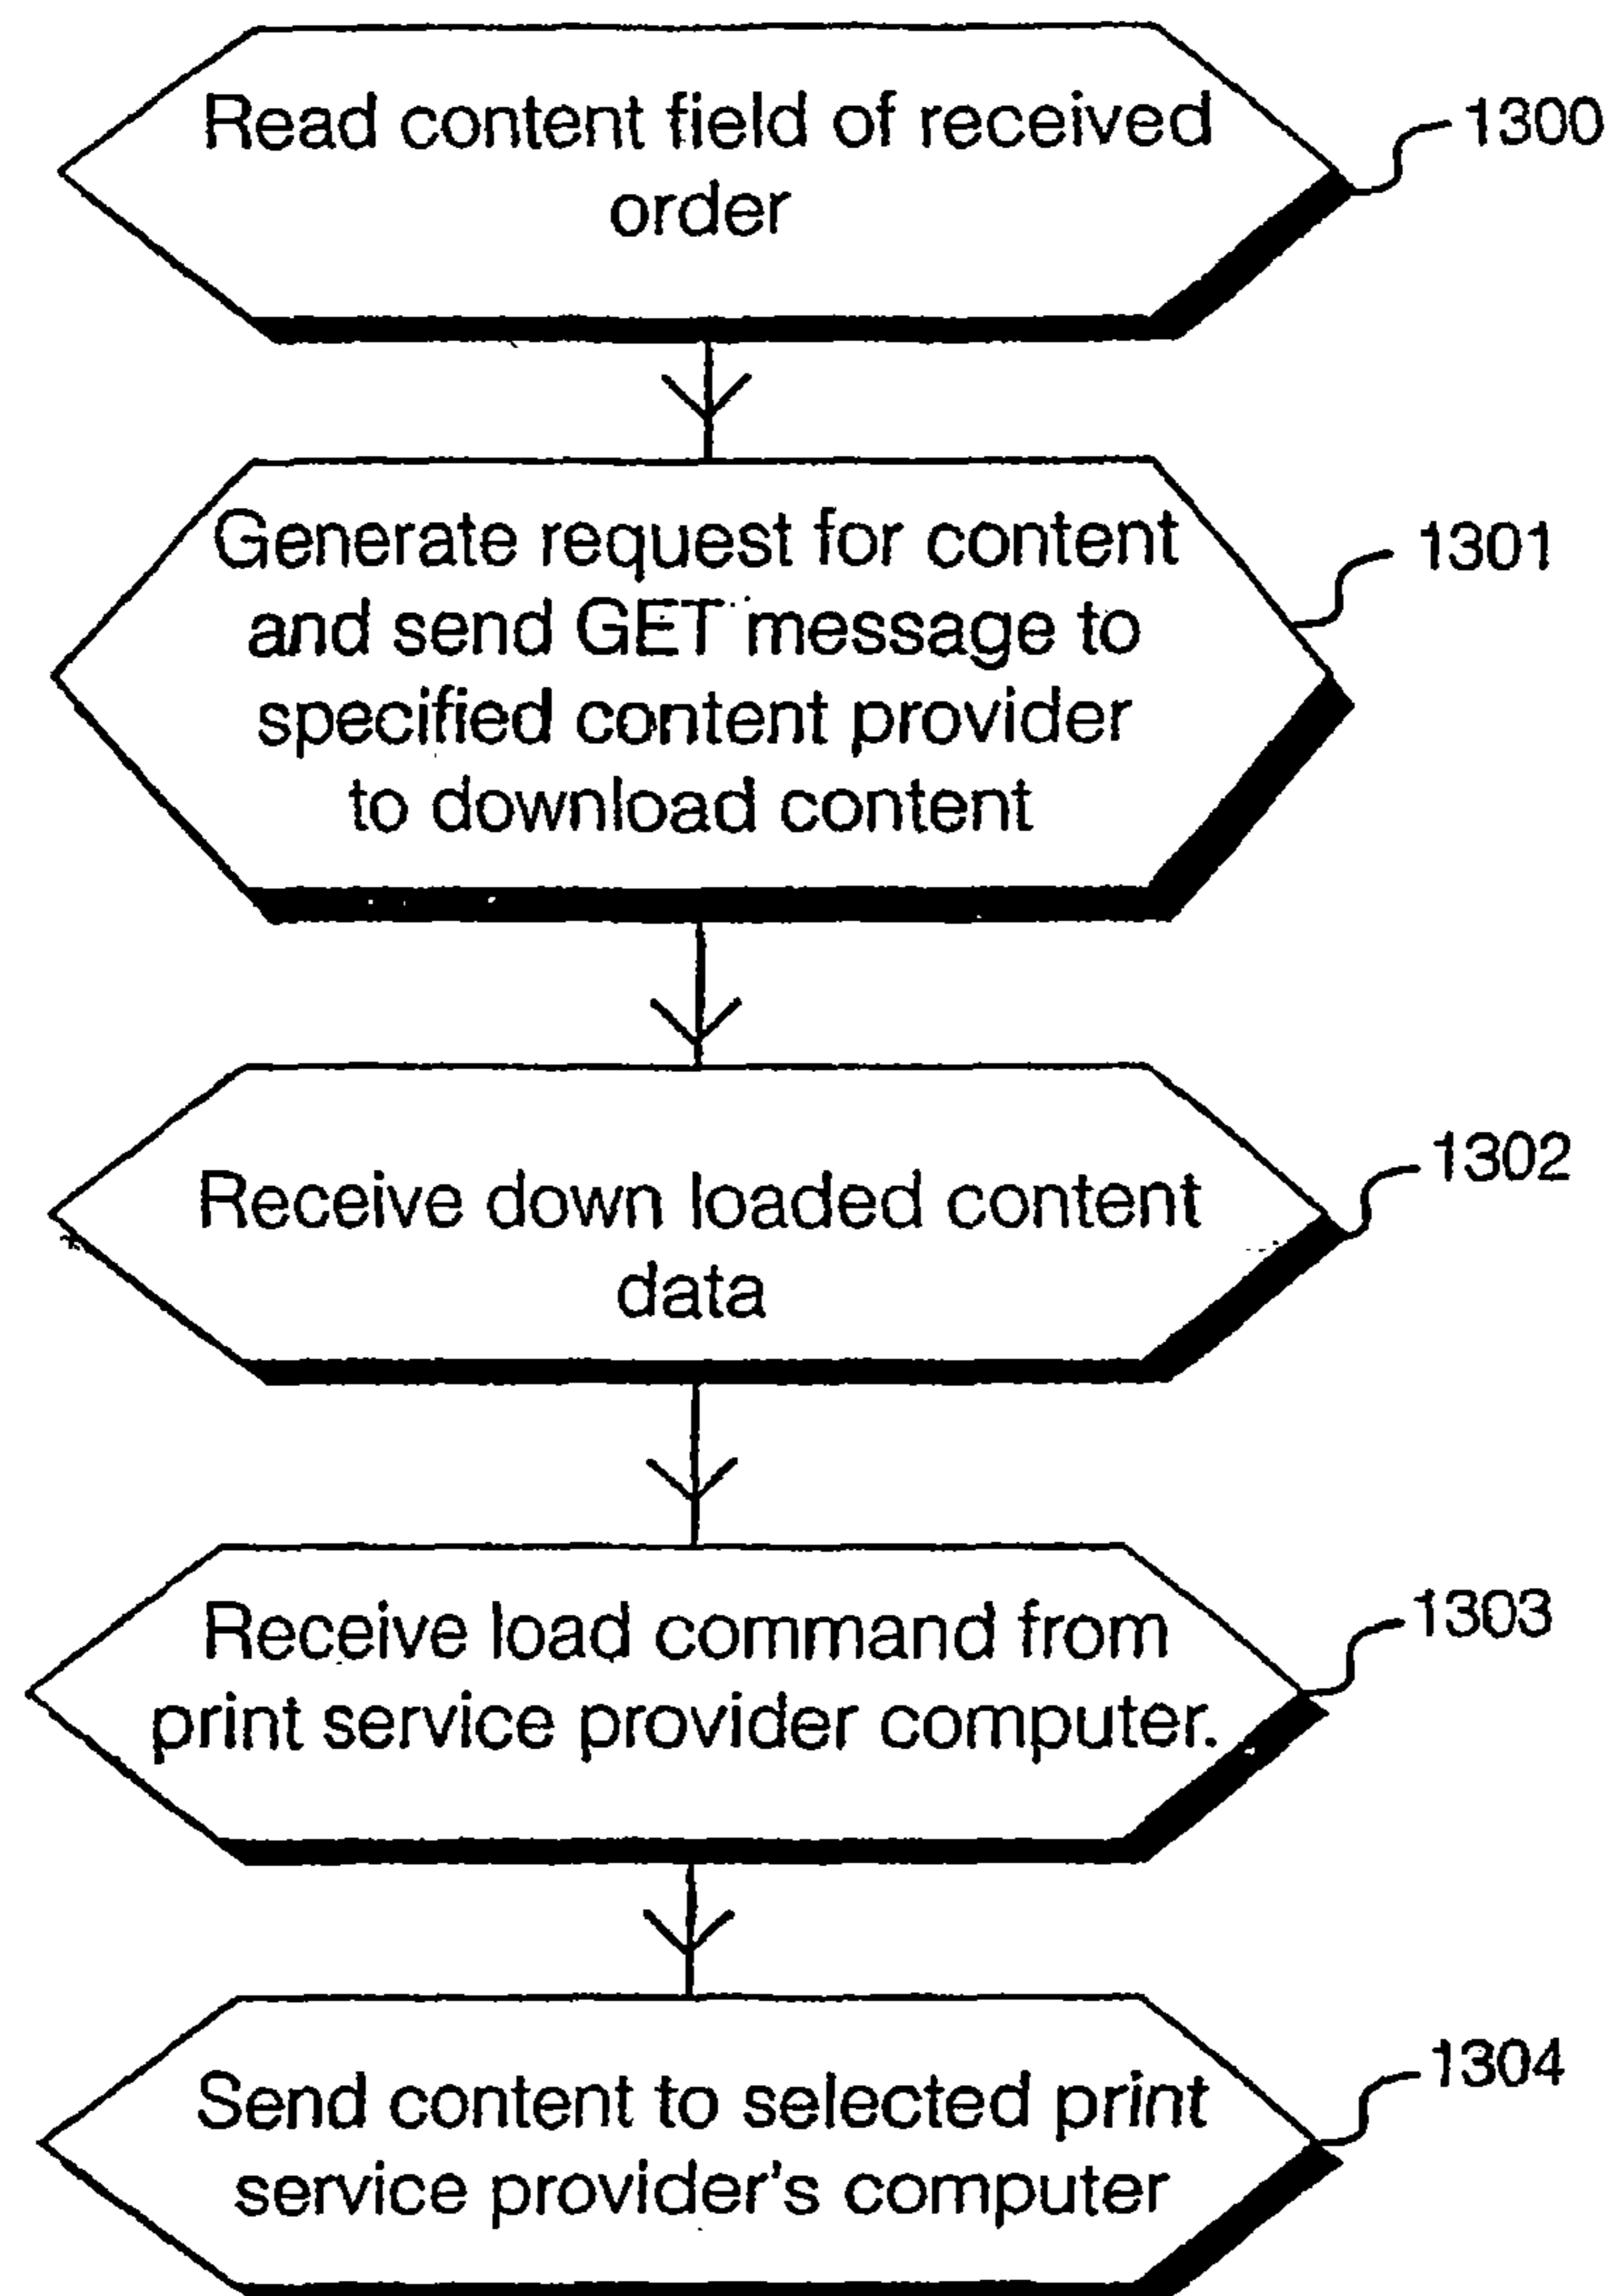 Read content field of received
order
1300
Generate request for content
and send GET message to
specified content provider
to download content
1301
Receive down loaded content
data
1302
Receive load command from
print service provider computer.
1303
Send content to selected print
service provider's computer
1304